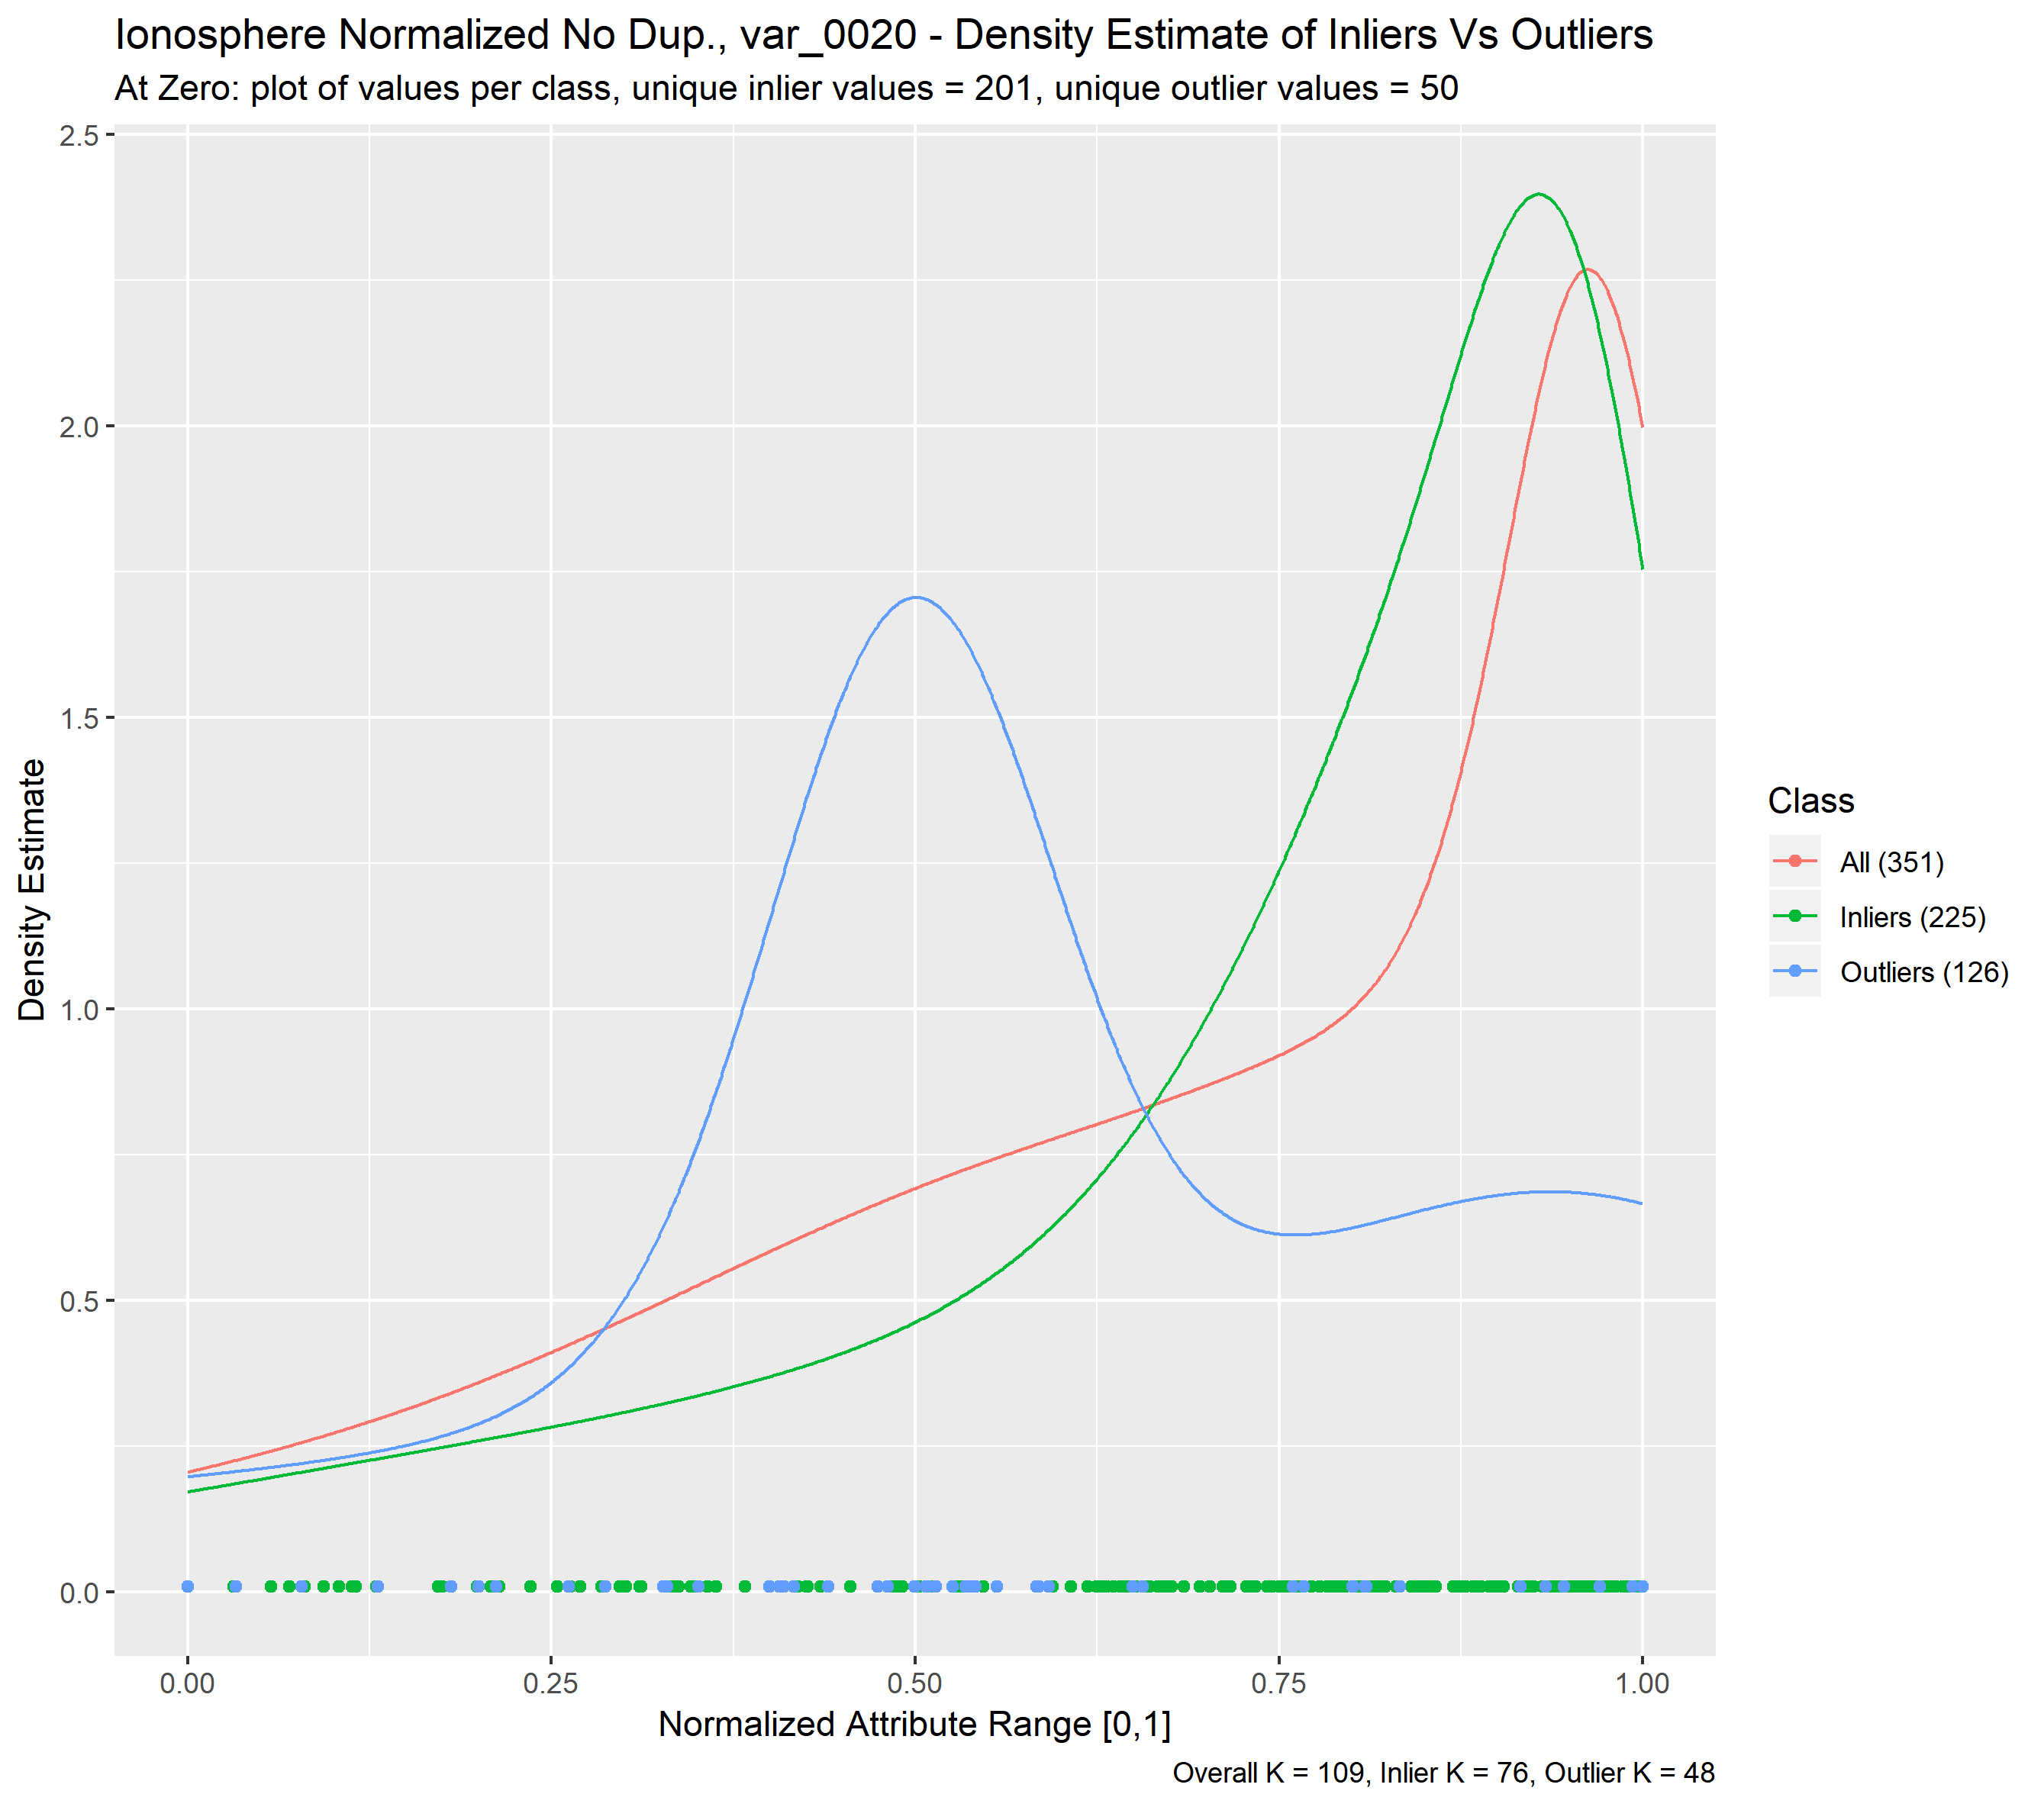 Ionosphere Normalized No Dup., var_0020 - Density Estimate of Inliers Vs Outliers
At Zero: plot of values per class, unique inlier values = 201, unique outlier values = 50
2.5
2.0
1.5
1.0
0.5
0.0
Density Estimate
0.00
0.25
0.50
0.75
1.00
Normalized Attribute Range [0,1]
Overall K = 109, Inlier K = 76, Outlier K = 48
Class
All (351)
Inliers (225)
Outliers (126)